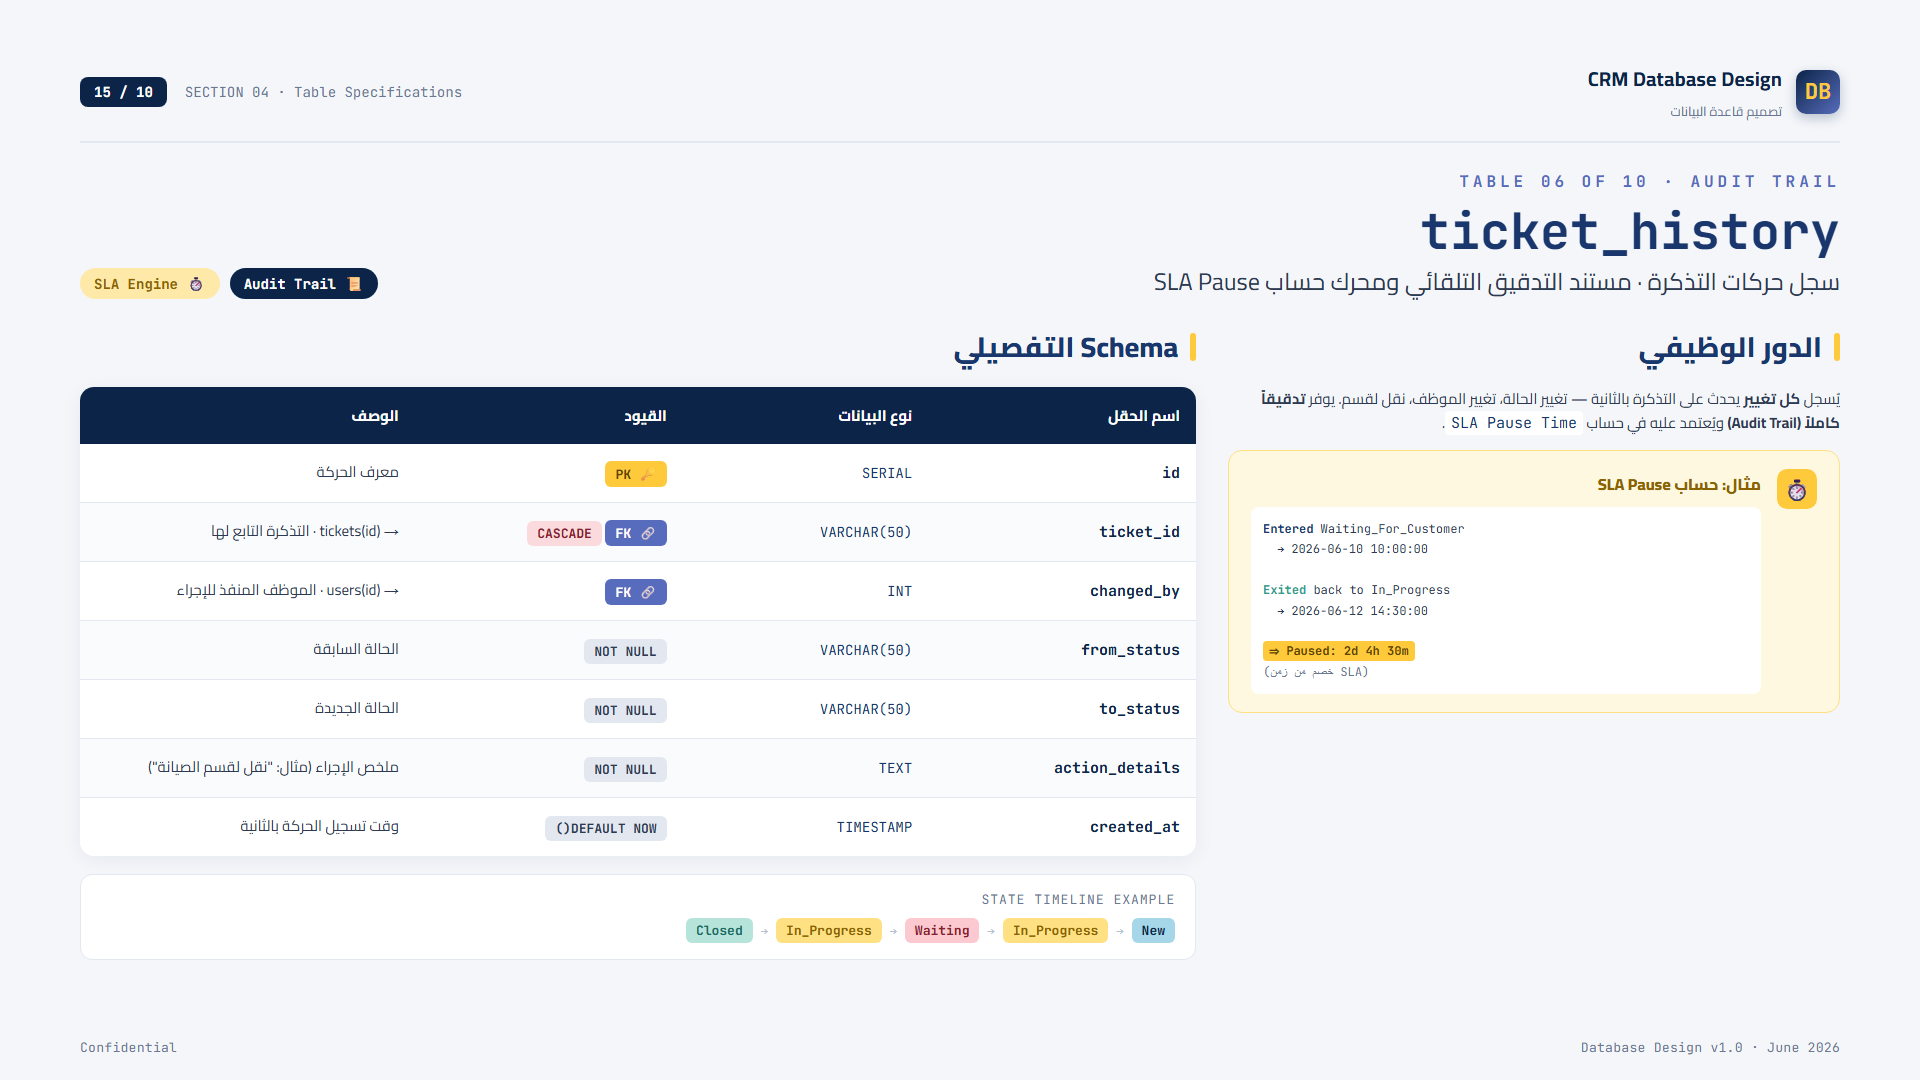 DB
CRM Database Design
تصميم قاعدة البيانات
SECTION 04 · Table Specifications
15 / 10
TABLE 06 OF 10 · AUDIT TRAIL
ticket_history
سجل حركات التذكرة · مستند التدقيق التلقائي ومحرك حساب SLA Pause
Audit Trail 📜
SLA Engine ⏱
الدور الوظيفي
يُسجل كل تغيير يحدث على التذكرة بالثانية — تغيير الحالة، تغيير الموظف، نقل لقسم. يوفر تدقيقاً
كاملاً (Audit Trail) ويُعتمد عليه في حساب SLA Pause Time .
مثال: حساب SLA Pause
Entered Waiting_For_Customer
→ 2026-06-10 10:00:00
Exited back to In_Progress
→ 2026-06-12 14:30:00
⇒ Paused: 2d 4h 30m
(خصم من زمن SLA)
Schema التفصيلي
اسم الحقل نوع البيانات القيود الوصف
id SERIAL PK 🔑 معرف الحركة
ticket_id VARCHAR(50) FK 🔗 CASCADE → tickets(id) · التذكرة التابع لها
changed_by INT FK 🔗 → users(id) · الموظف المنفذ للإجراء
from_status VARCHAR(50) NOT NULL الحالة السابقة
to_status VARCHAR(50) NOT NULL الحالة الجديدة
action_details TEXT NOT NULL ملخص الإجراء (مثال: "نقل لقسم الصيانة")
created_at TIMESTAMP ()DEFAULT NOW وقت تسجيل الحركة بالثانية
STATE TIMELINE EXAMPLE
New → In_Progress → Waiting → In_Progress → Closed
Database Design v1.0 · June 2026
Confidential